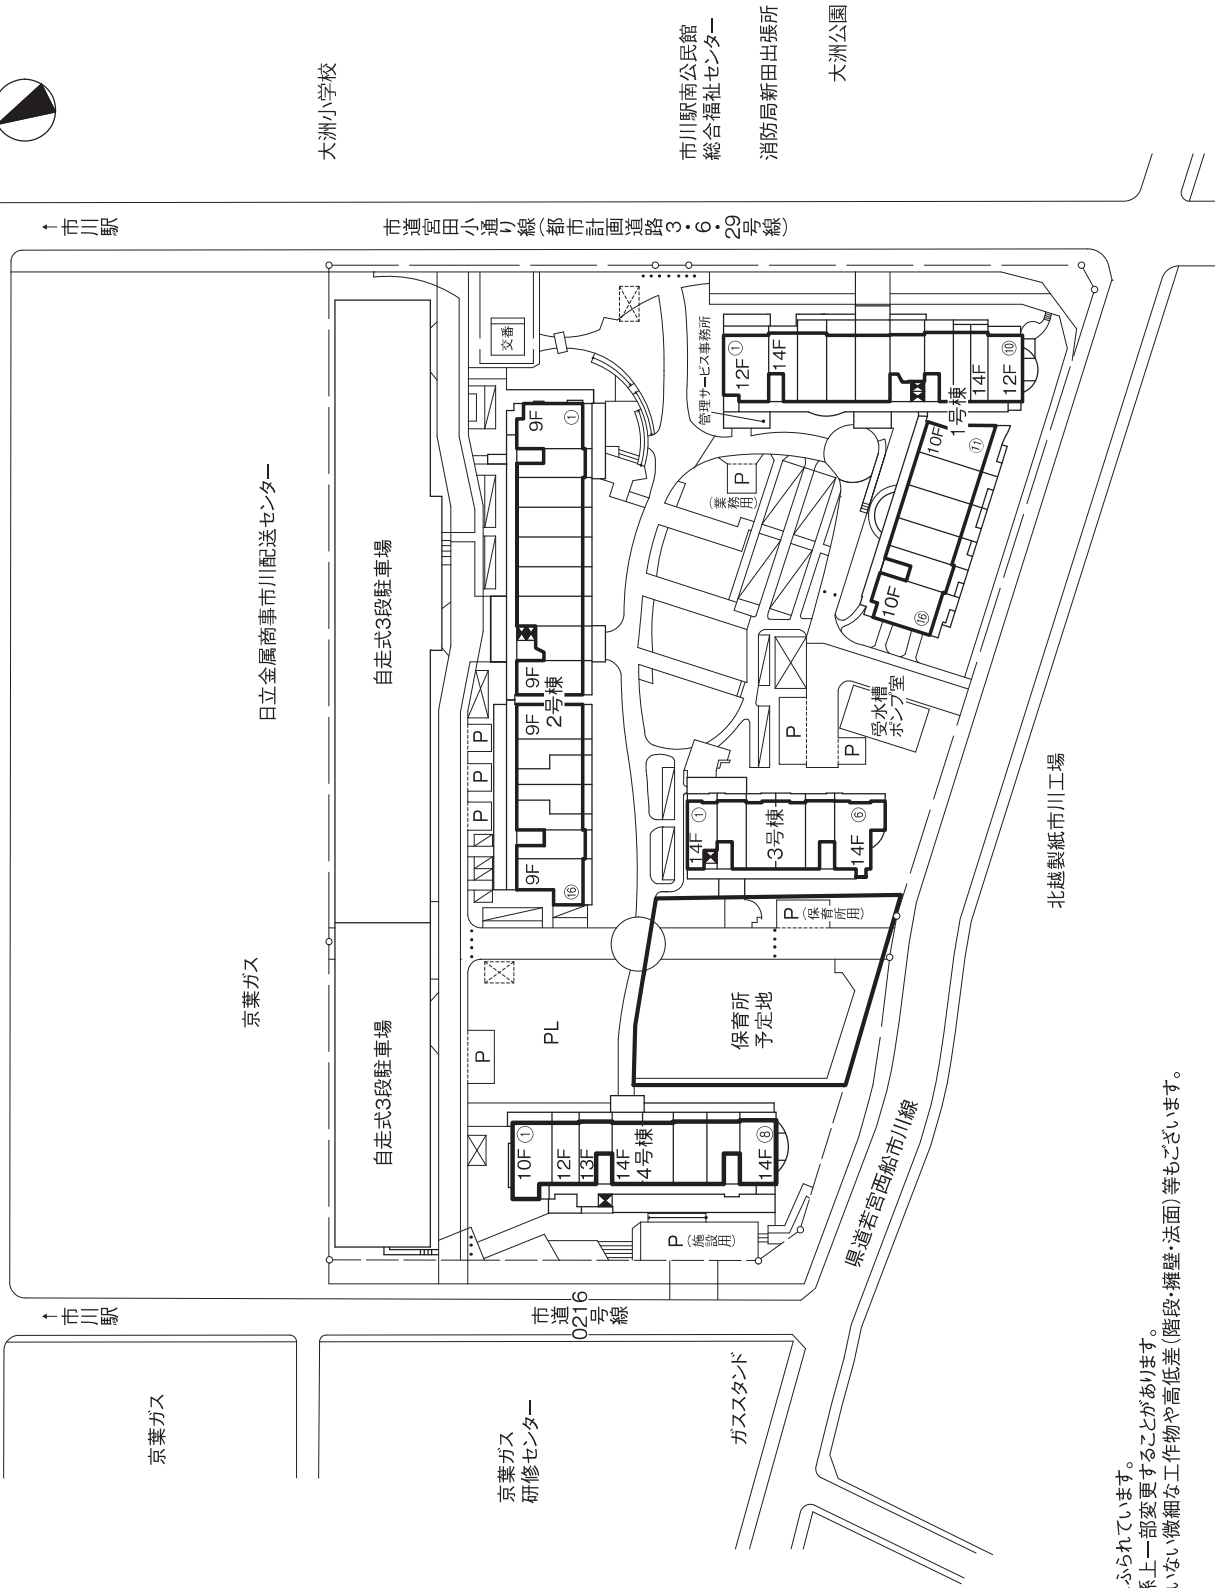 大洲小学校
市川駅南公民館
総合福祉センター
消防局新田出張所
大洲公園
←市川駅
市道宮田小通り線(都市計画道路3・6・29号線)
日立金属商事市川配送センター
自走式3段駐車場
交番
管理サービス事務所
12F
①
14F
14F
12F
⑩
1号棟
10F
⑪
10F
⑯
P
(業務用)
9F
①
9F
2号棟
9F
9F
⑯
P
P
P
P
P
受水槽
ポンプ室
14F
①
3号棟
14F
⑥
P
(保育所用)
北越製紙市川工場
京葉ガス
自走式3段駐車場
P
PL
保育所
予定地
10F
①
12F
13F
14F
4号棟
14F
⑧
P
(施設用)
県道若宮西船市川線
←市川駅
市道
0216
号線
京葉ガス
京葉ガス
研修センター
ガススタンド
ふられています。
係上一部変更することがあります。
いない微細な工作物や高低差(階段・擁壁・法面)等もございます。